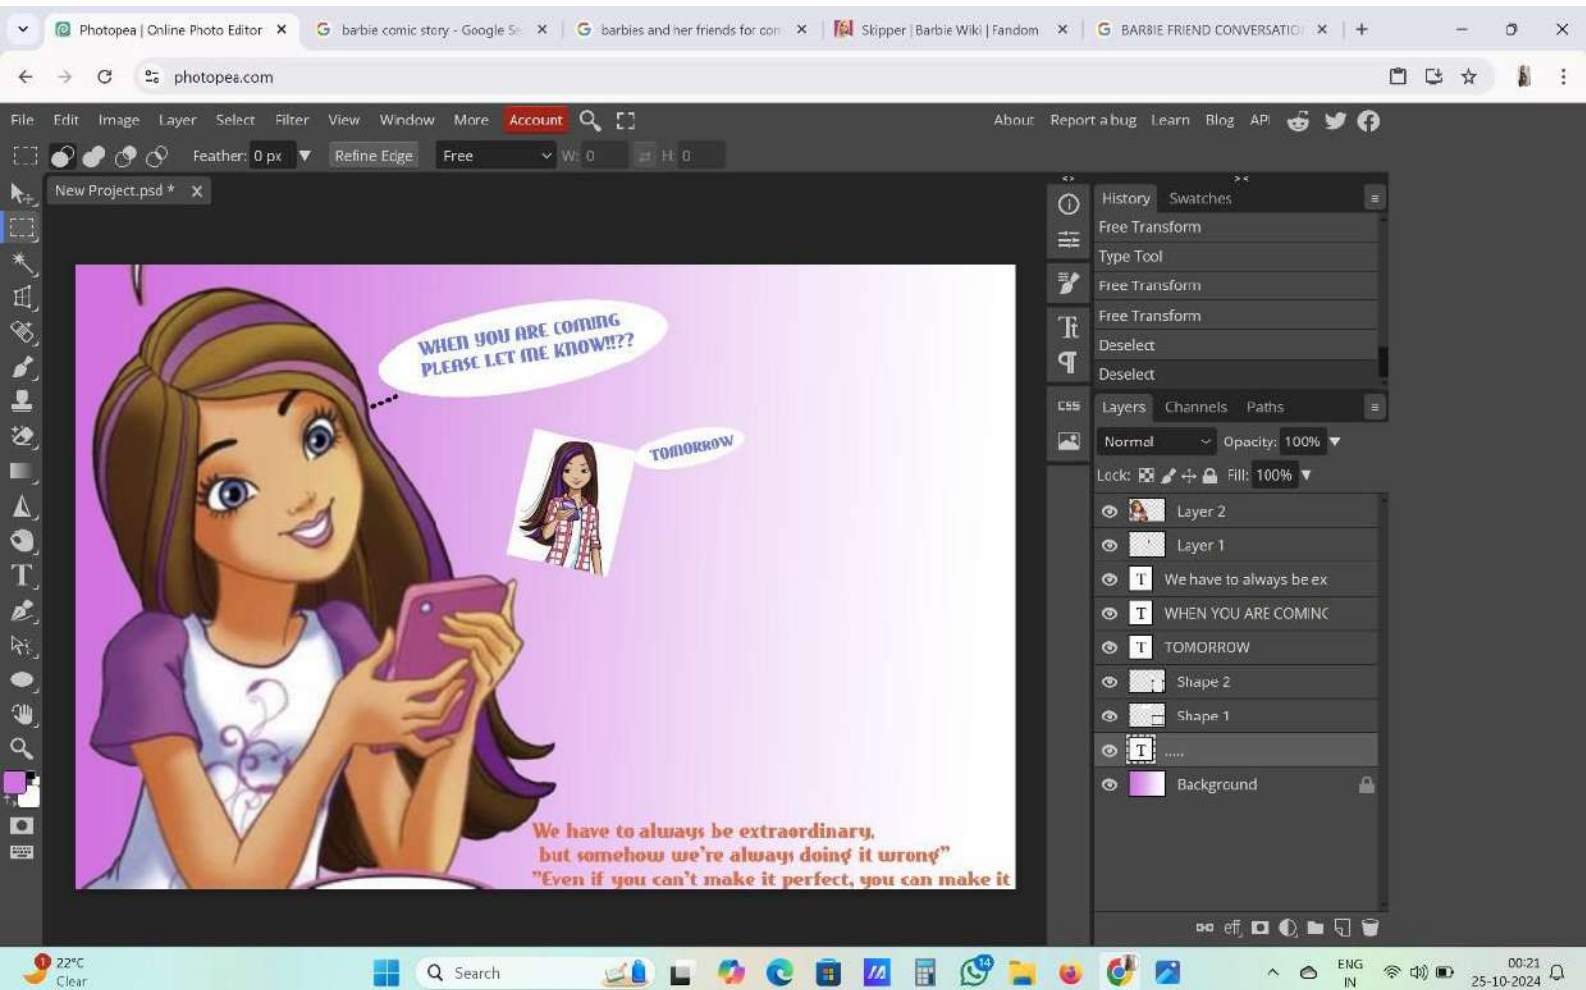 Photopea | Online Photo Editor
barbie comic story - Google Se
barbies and her friends for con
Skipper | Barbie Wiki | Fandom
BARBIE FRIEND CONVERSATIO
photopea.com
File Edit Image Layer Select Filter View Window More Account
About Report a bug Learn Blog API
Feather: 0 px Refine Edge Free W: 0 H: 0
New Project.psd *
History Swatches
Free Transform
Type Tool
Free Transform
Free Transform
Deselect
Deselect
CSS
Layers Channels Paths
Normal Opacity: 100%
Lock: Fill: 100%
Layer 2
Layer 1
We have to always be ex
WHEN YOU ARE COMING
TOMORROW
Shape 2
Shape 1
.....
Background
eff
WHEN YOU ARE COMING
PLEASE LET ME KNOW!!??
TOMORROW
We have to always be extraordinary,
but somehow we're always doing it wrong"
"Even if you can't make it perfect, you can make it
1
22°C
Clear
Search
14
ENG
IN
00:21
25-10-2024